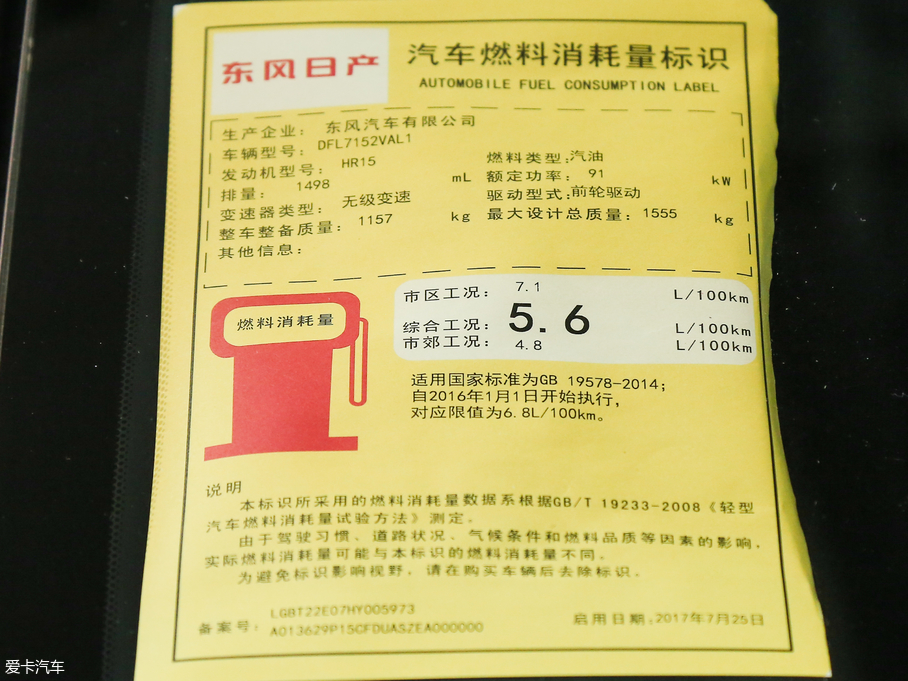 东风日产
汽车燃料消耗量标识
AUTOMOBILE FUEL CONSUMPTION LABEL
生产企业: 东风汽车有限公司
车辆型号: DFL7152VAL1
发动机型号: HR15 燃料类型:汽油
排量: 1498 mL 额定功率: 91 kW
变速器类型: 无级变速 驱动型式:前轮驱动
整车整备质量: 1157 kg 最大设计总质量: 1555 kg
其他信息:
燃料消耗量
市区工况: 7.1 L/100km
综合工况: 5.6 L/100km
市郊工况: 4.8 L/100km
适用国家标准为GB 19578-2014;
自2016年1月1日开始执行,
对应限值为6.8L/100km。
说明
本标识所采用的燃料消耗量数据系根据GB/T 19233-2008《轻型
汽车燃料消耗量试验方法》测定。
由于驾驶习惯、道路状况、气候条件和燃料品质等因素的影响,
实际燃料消耗量可能与本标识的燃料消耗量不同。
为避免标识影响视野, 请在购买车辆后去除标识。
备案号: LGBT22E07HY005973
A013629P15CFDUASZEA000000
启用日期:2017年7月25日
爱卡汽车